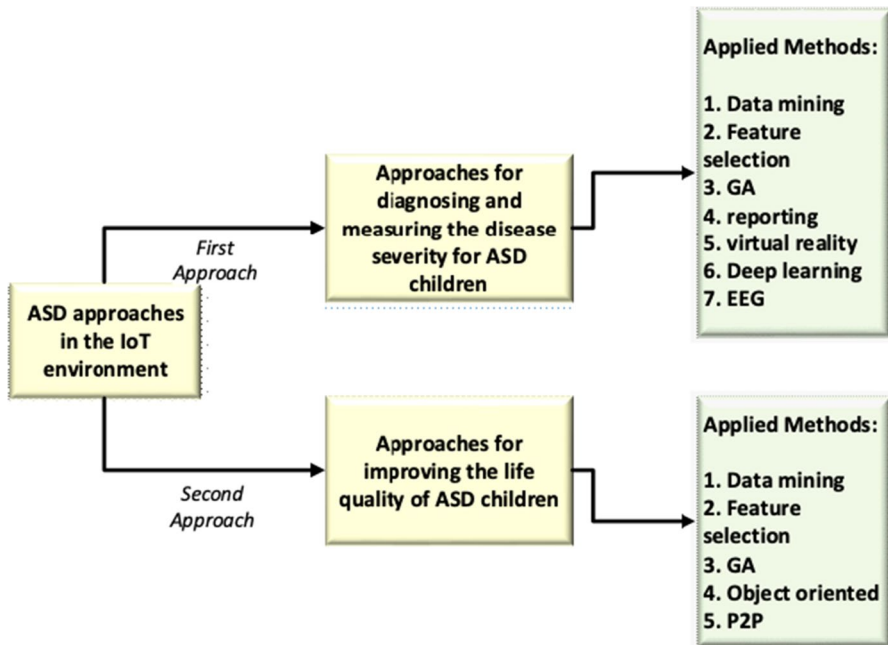 ASD approaches
in the IoT
environment
First
Approach
Approaches for
diagnosing and
measuring the disease
severity for ASD
children
Applied Methods:
1. Data mining
2. Feature
selection
3. GA
4. reporting
5. virtual reality
6. Deep learning
7. EEG
Second
Approach
Approaches for
improving the life
quality of ASD children
Applied Methods:
1. Data mining
2. Feature
selection
3. GA
4. Object oriented
5. P2P